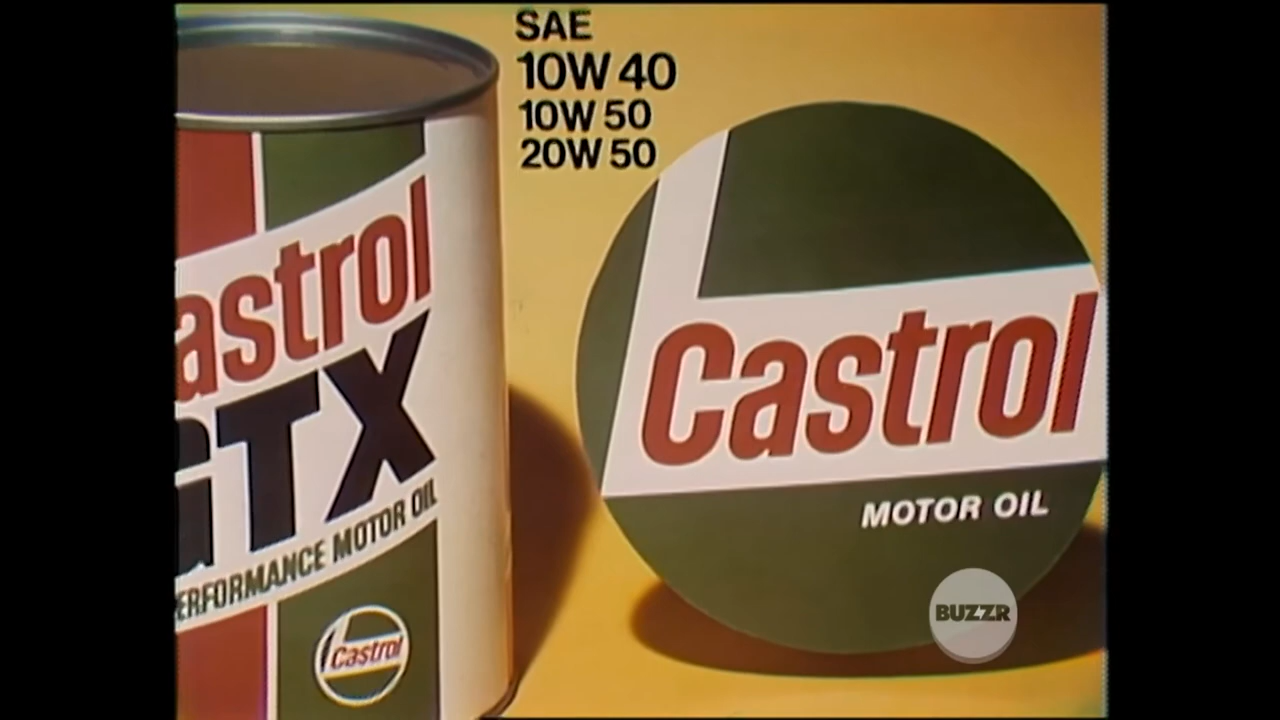 SAE
10W 40
10W 50
20W 50
astrol
GTX
ERFORMANCE MOTOR OIL
Castrol
Castrol
MOTOR OIL
BUZZR